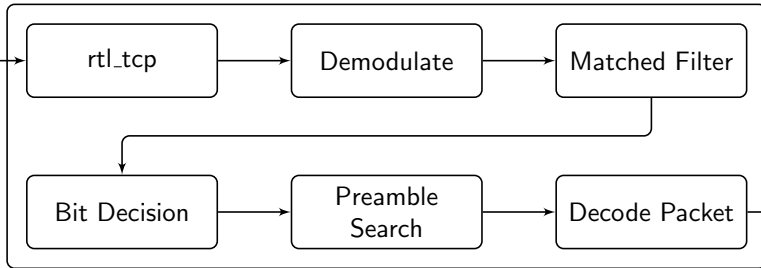 rtl_tcp
Demodulate
Matched Filter
Bit Decision
Preamble
Search
Decode Packet